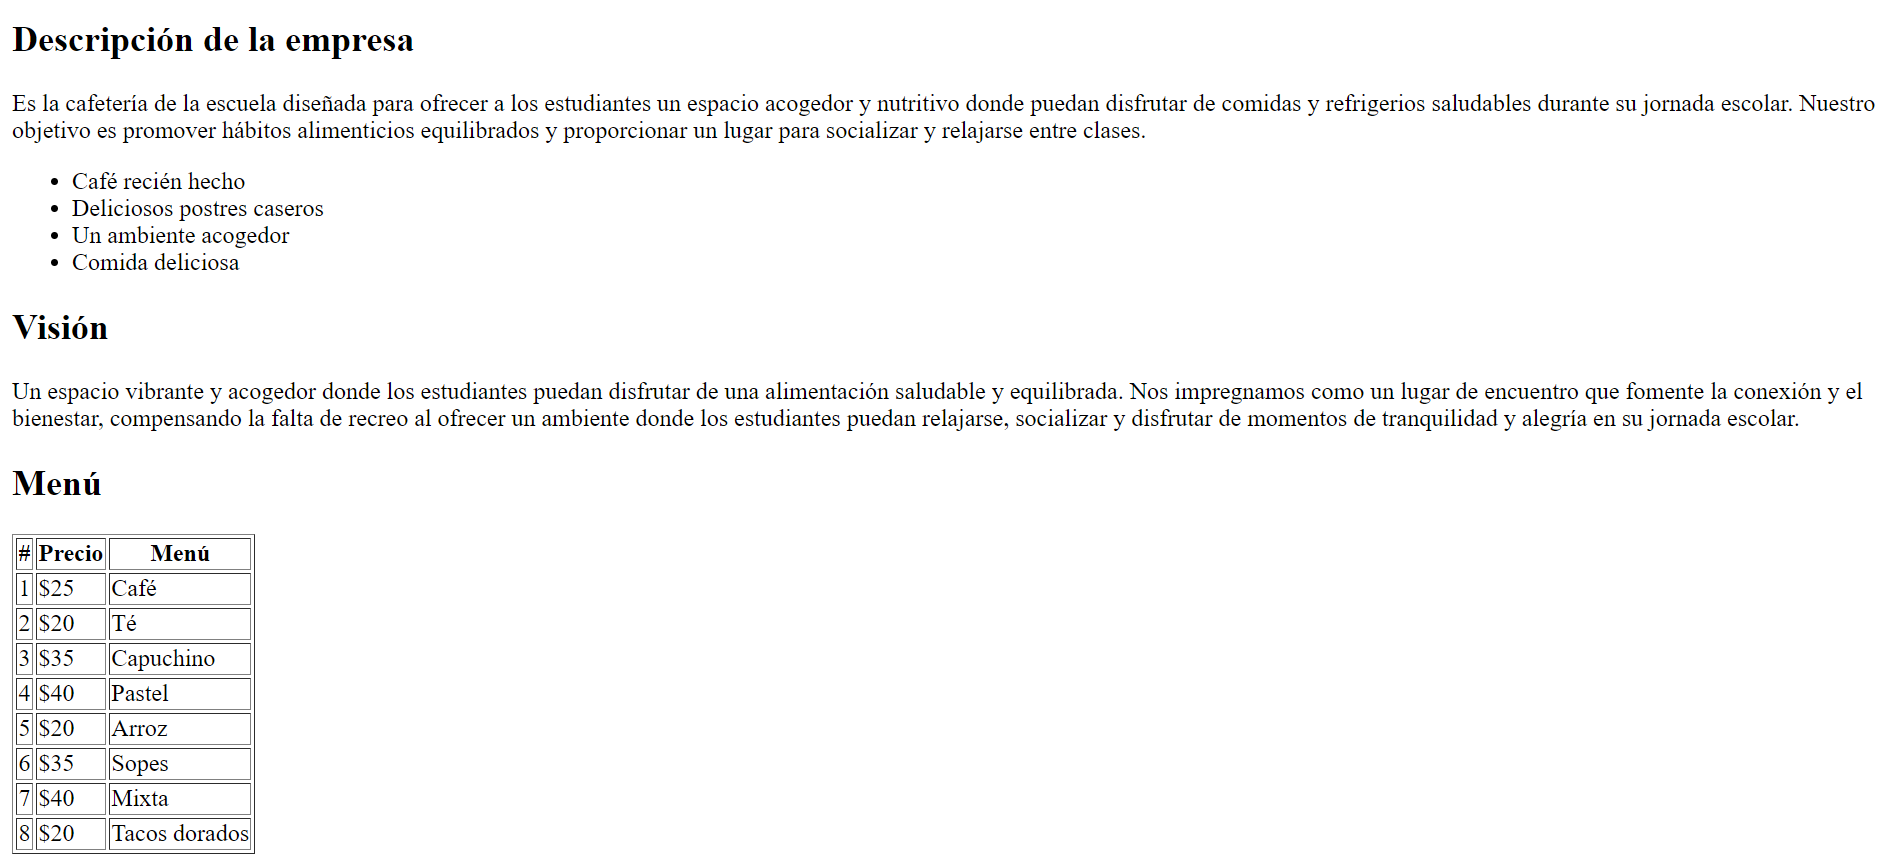 Descripción de la empresa
Es la cafetería de la escuela diseñada para ofrecer a los estudiantes un espacio acogedor y nutritivo donde puedan disfrutar de comidas y refrigerios saludables durante su jornada escolar. Nuestro
objetivo es promover hábitos alimenticios equilibrados y proporcionar un lugar para socializar y relajarse entre clases.
• Café recién hecho
• Deliciosos postres caseros
• Un ambiente acogedor
• Comida deliciosa
Visión
Un espacio vibrante y acogedor donde los estudiantes puedan disfrutar de una alimentación saludable y equilibrada. Nos impregnamos como un lugar de encuentro que fomente la conexión y el
bienestar, compensando la falta de recreo al ofrecer un ambiente donde los estudiantes puedan relajarse, socializar y disfrutar de momentos de tranquilidad y alegría en su jornada escolar.
Menú
# Precio Menú
1 $25 Café
2 $20 Té
3 $35 Capuchino
4 $40 Pastel
5 $20 Arroz
6 $35 Sopes
7 $40 Mixta
8 $20 Tacos dorados